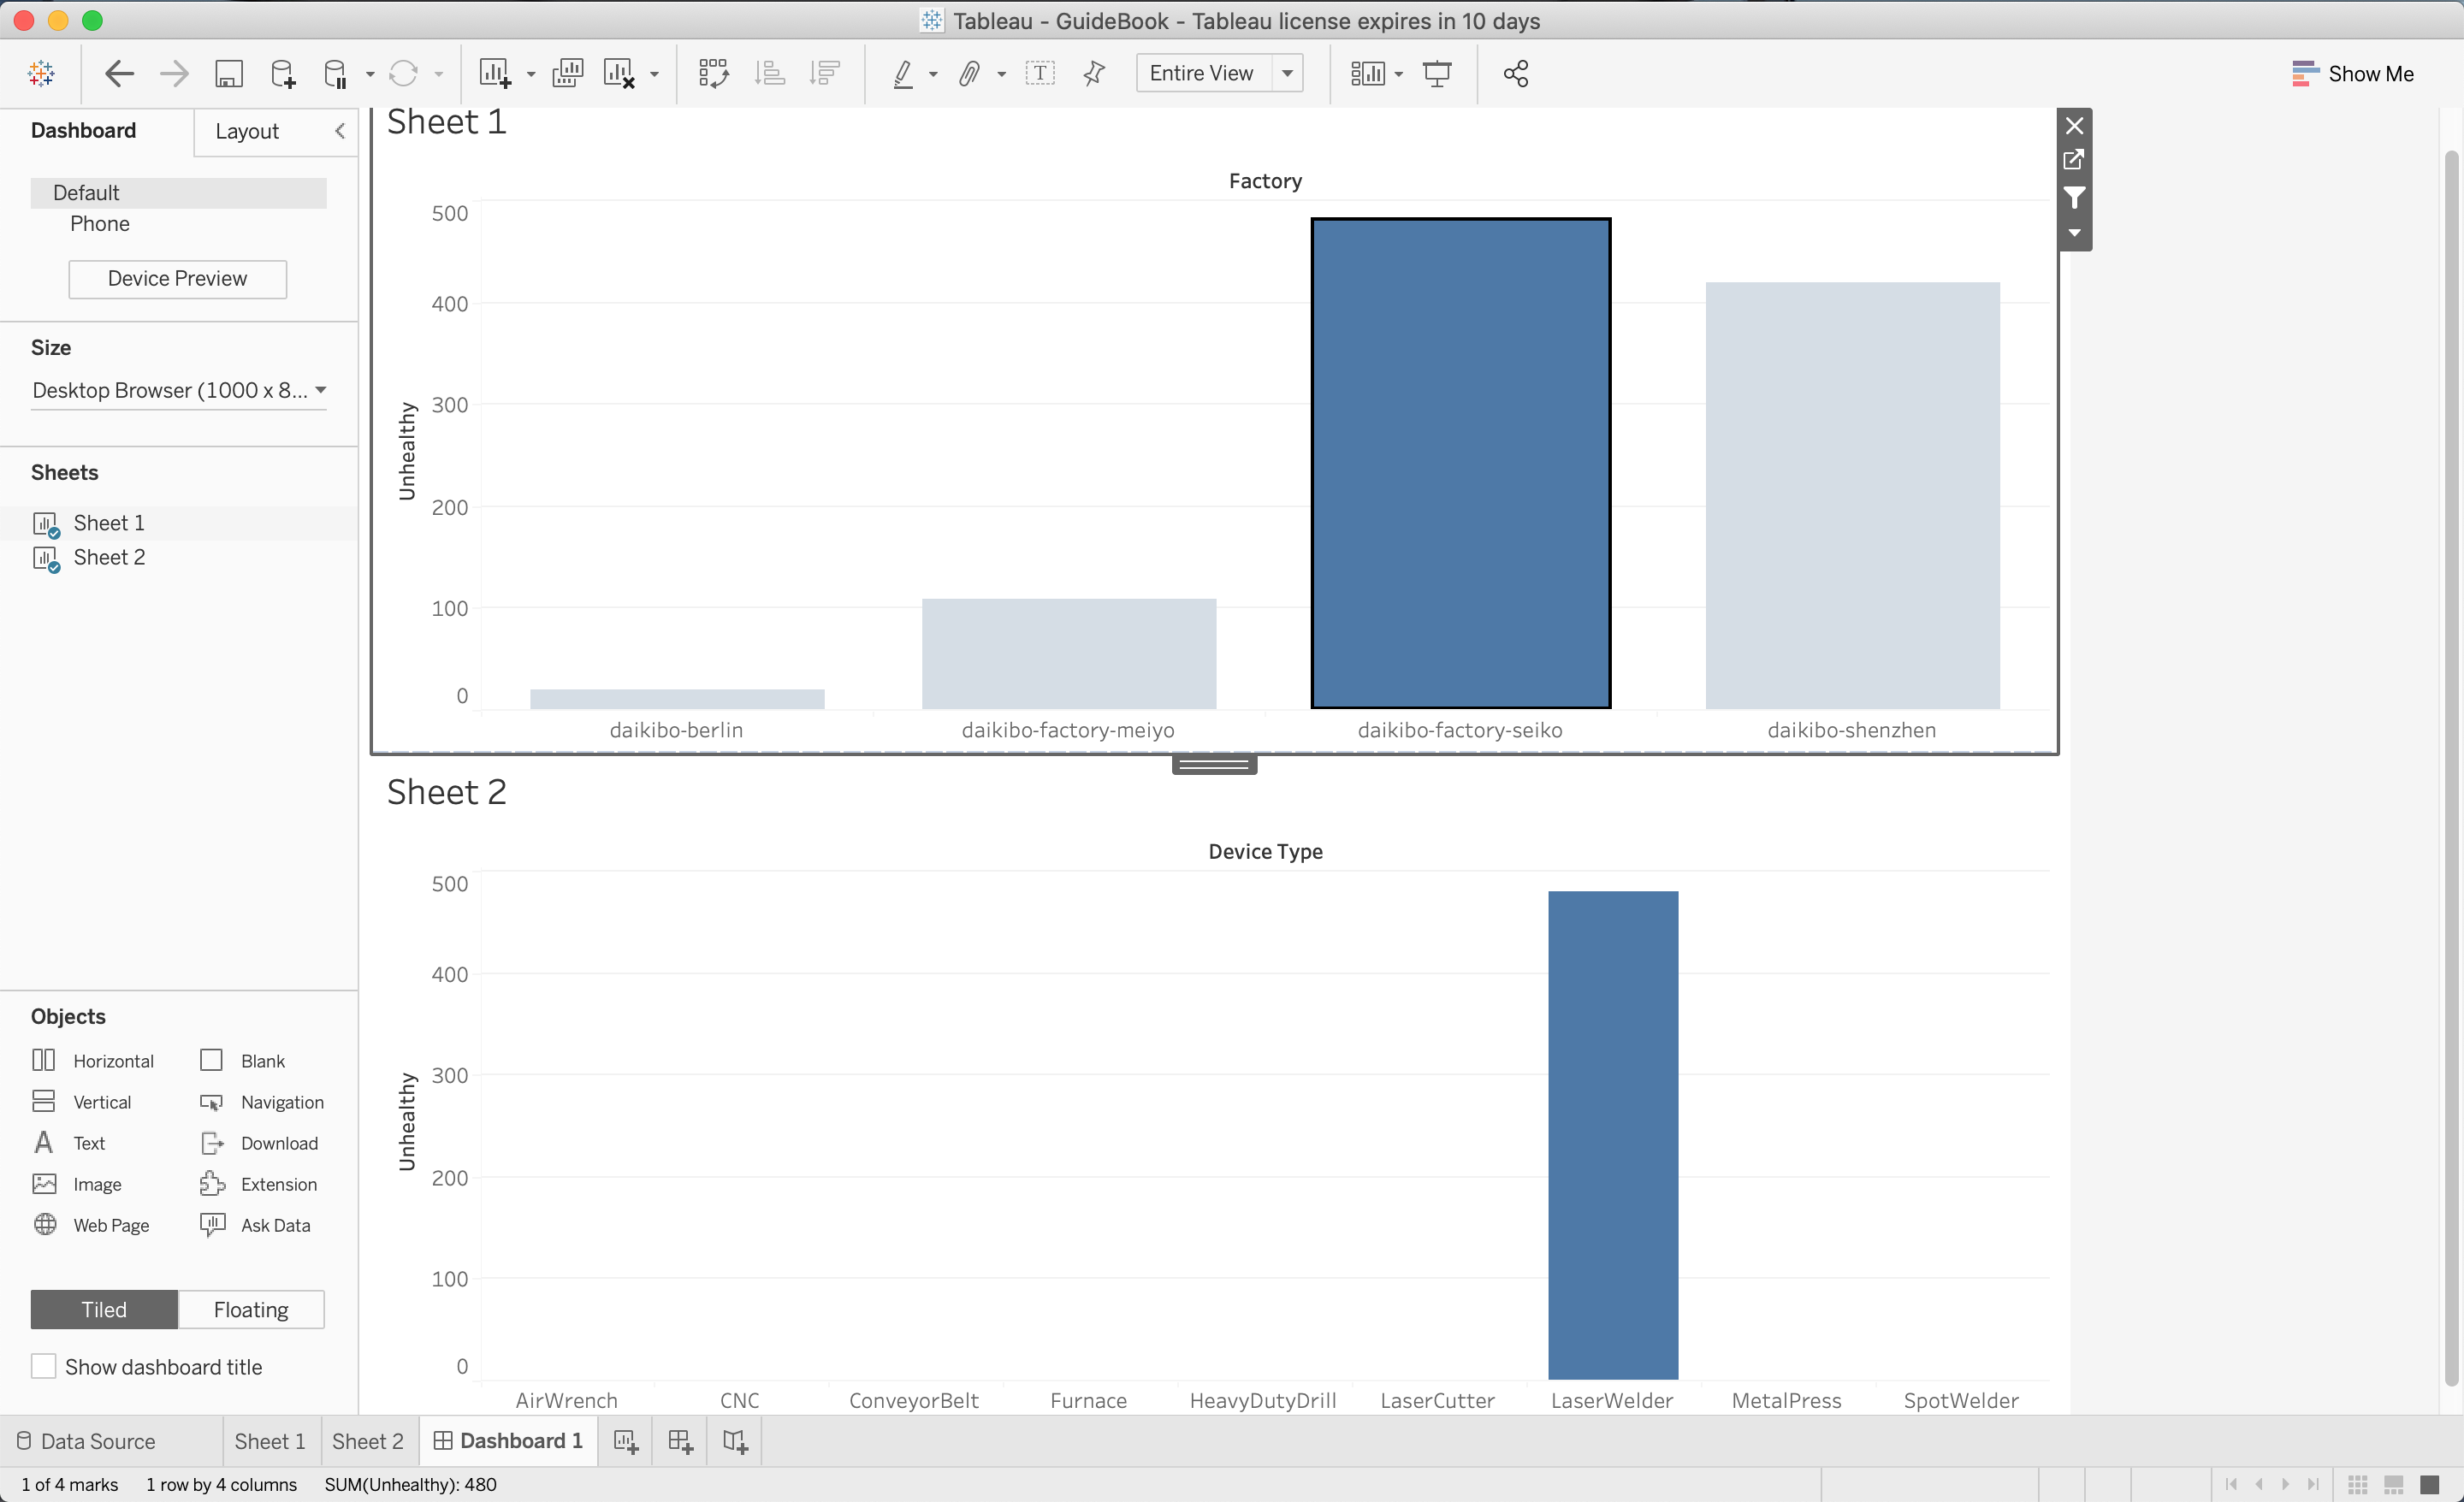 Tableau - GuideBook - Tableau license expires in 10 days
Entire View
Show Me
Dashboard
Layout
Default
Phone
Device Preview
Size
Desktop Browser (1000 x 8...
Sheets
Sheet 1
Sheet 2
Objects
Horizontal Blank
Vertical Navigation
A Text Download
Image Extension
Web Page Ask Data
Tiled Floating
Show dashboard title
Sheet 1
Factory
Unhealthy
500
400
300
200
100
0
daikibo-berlin daikibo-factory-meiyo daikibo-factory-seiko daikibo-shenzhen
Sheet 2
Device Type
Unhealthy
500
400
300
200
100
0
AirWrench CNC ConveyorBelt Furnace HeavyDutyDrill LaserCutter LaserWelder MetalPress SpotWelder
Data Source Sheet 1 Sheet 2 Dashboard 1
1 of 4 marks 1 row by 4 columns SUM(Unhealthy): 480